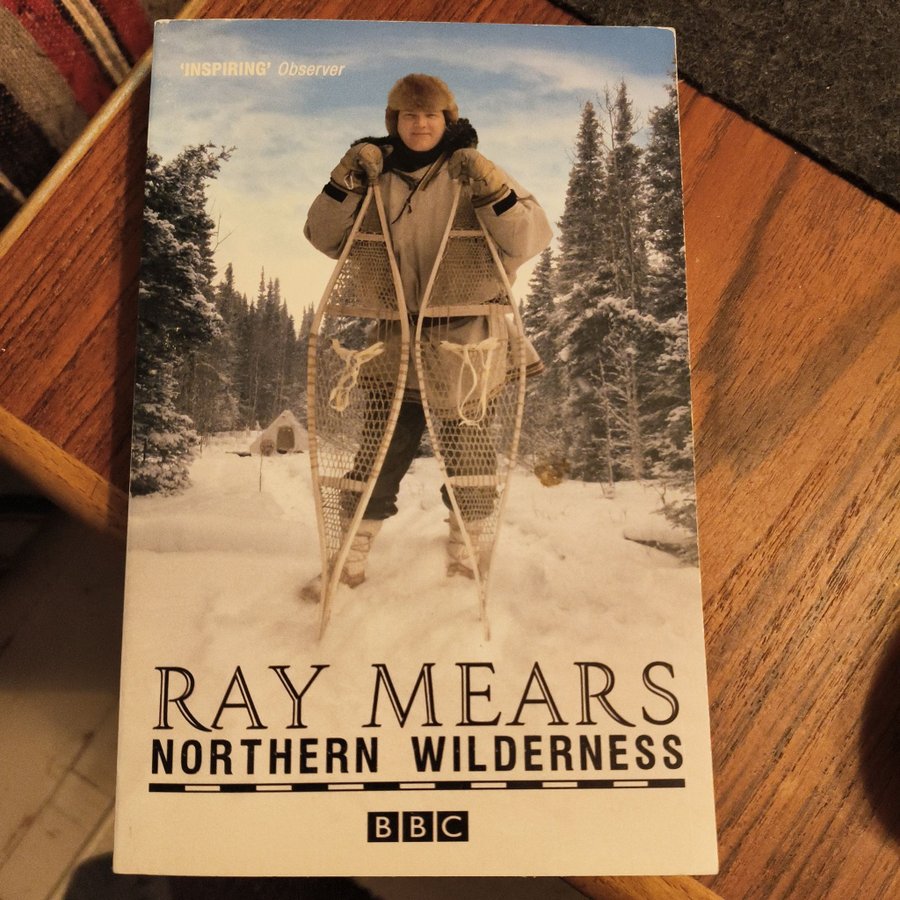 'INSPIRING' Observer
RAY MEARS
NORTHERN WILDERNESS
BBC